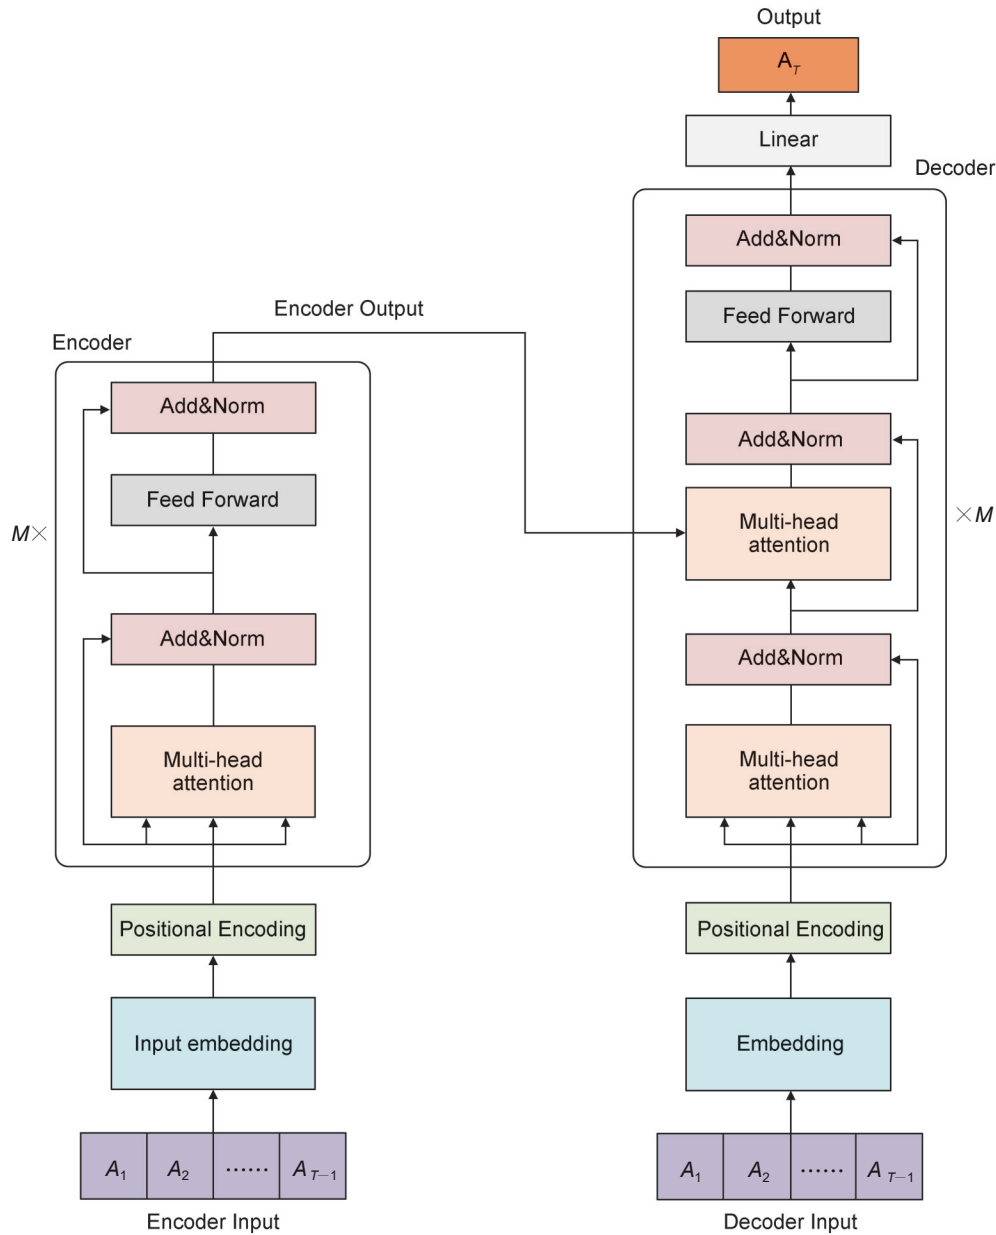 Output
A_T
Linear
Decoder
Add&Norm
Feed Forward
Add&Norm
Multi-head
attention
×M
Add&Norm
Multi-head
attention
Positional Encoding
Embedding
A_1 A_2 ...... A_{T−1}
Decoder Input
Encoder Output
Encoder
Add&Norm
Feed Forward
M×
Add&Norm
Multi-head
attention
Positional Encoding
Input embedding
A_1 A_2 ...... A_{T−1}
Encoder Input